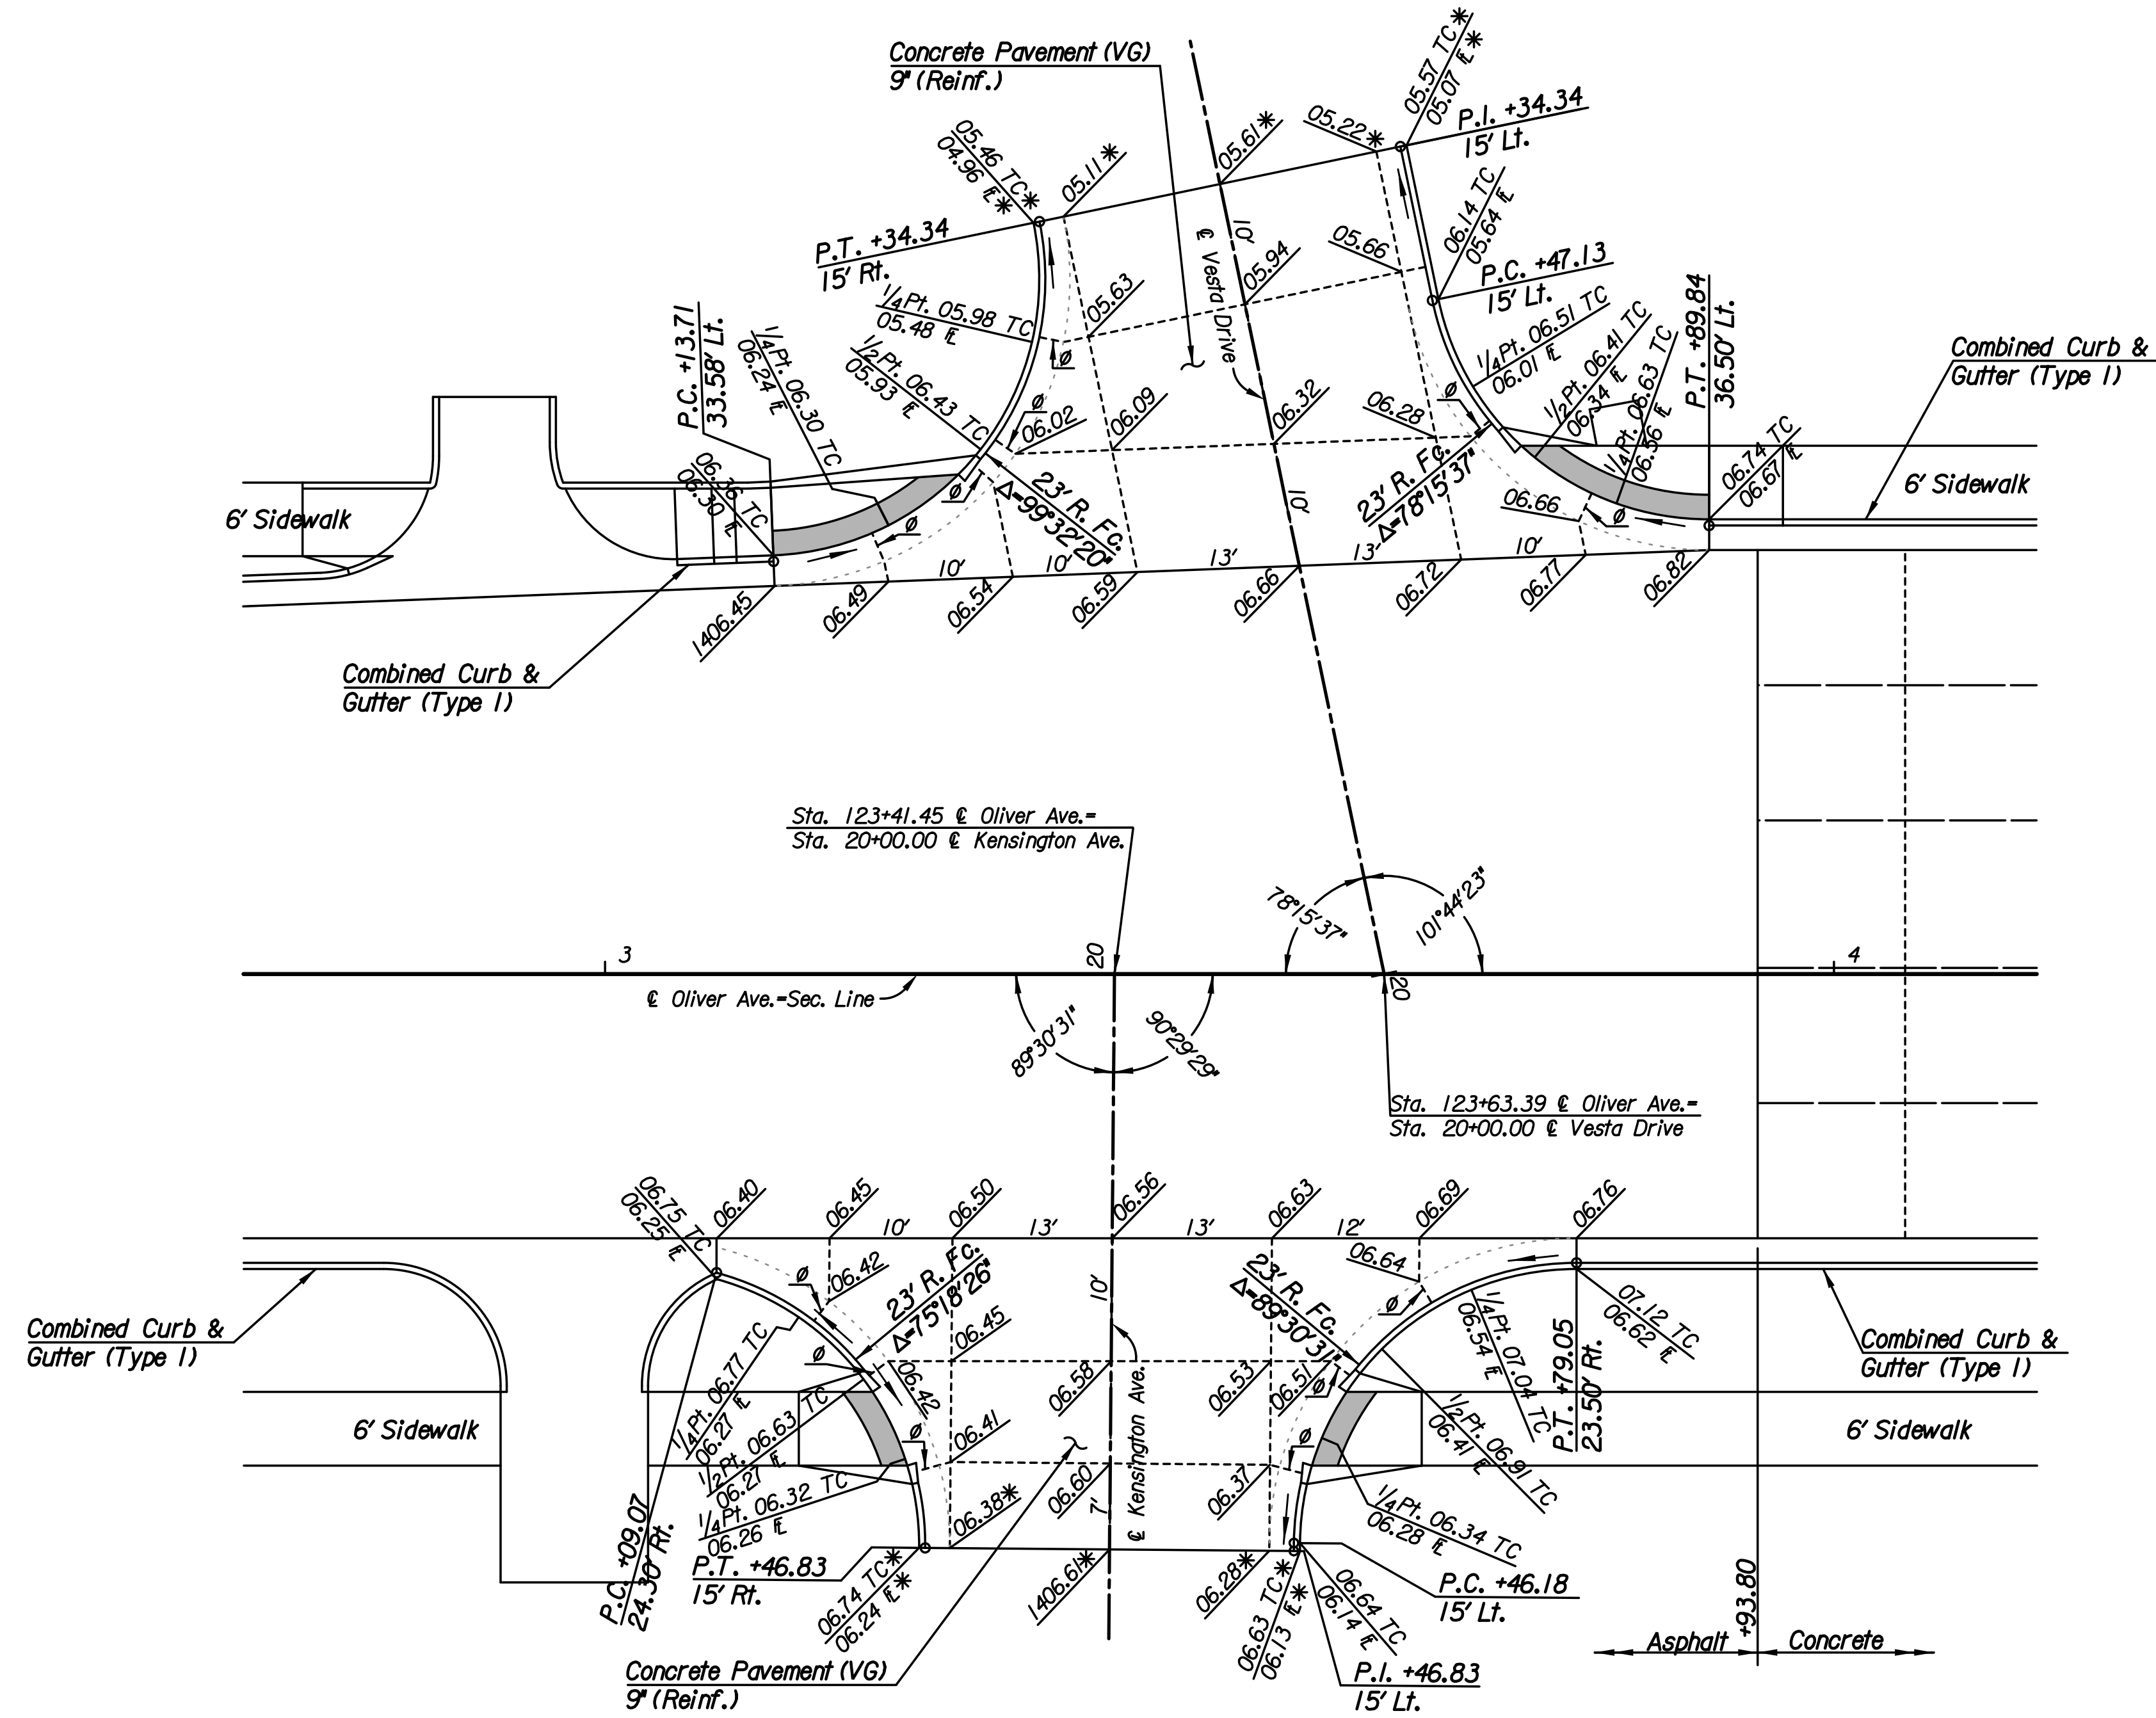 Concrete Pavement (VG)
9" (Reinf.)
05.57 TC*
05.07 ℄*
P.I. +34.34
15' Lt.
05.22*
05.61*
05.11*
05.46 TC*
04.96 ℄*
P.T. +34.34
15' Rt.
10'
℄ Vesta Drive
05.66
06.14 TC
05.64 ℄
P.C. +47.13
15' Lt.
05.94
05.63
1/4 Pt. 05.98 TC
05.48 ℄
1/2 Pt. 06.43 TC
05.93 ℄
P.C. +13.71
33.58' Lt.
1/4 Pt. 06.30 TC
06.24 ℄
06.36 TC
06.30 ℄
ø
ø
ø
ø
06.02
06.09
06.32
06.28
1/4 Pt. 06.51 TC
06.01 ℄
1/2 Pt. 06.41 TC
06.34 ℄
1/4 Pt. 06.63 TC
06.56 ℄
P.T. +89.84
36.50' Lt.
06.74 TC
06.67 ℄
Combined Curb &
Gutter (Type I)
6' Sidewalk
6' Sidewalk
23' R. Fc.
Δ=99°32'20"
23' R. Fc.
Δ=78°15'37"
ø
ø
06.66
10'
10'
10'
13'
13'
10'
1406.45
06.49
06.54
06.59
06.66
06.72
06.77
06.82
Combined Curb &
Gutter (Type I)
Sta. 123+41.45 ℄ Oliver Ave.=
Sta. 20+00.00 ℄ Kensington Ave.
78°15'37"
101°44'23"
3
20
4
℄ Oliver Ave.=Sec. Line
20
89°30'31"
90°29'29"
Sta. 123+63.39 ℄ Oliver Ave.=
Sta. 20+00.00 ℄ Vesta Drive
06.75 TC
06.25 ℄
06.40
06.45
06.50
06.56
06.63
06.69
06.76
10'
13'
13'
12'
ø
06.42
23' R. Fc.
Δ=75°18'26"
10'
23' R. Fc.
Δ=89°30'31"
06.64
ø
07.12 TC
06.62 ℄
1/4 Pt. 07.04 TC
06.54 ℄
P.T. +79.05
23.50' Rt.
Combined Curb &
Gutter (Type I)
Combined Curb &
Gutter (Type I)
ø
06.45
06.42
06.58
06.53
06.51
ø
1/4 Pt. 06.77 TC
06.27 ℄
1/2 Pt. 06.63 TC
06.27 ℄
1/4 Pt. 06.32 TC
06.26 ℄
6' Sidewalk
ø
06.41
06.60
06.37
ø
1/2 Pt. 06.91 TC
06.41 ℄
6' Sidewalk
℄ Kensington Ave.
7'
06.38*
1/4 Pt. 06.34 TC
06.28 ℄
P.C. +09.07
24.30' Rt.
P.T. +46.83
15' Rt.
06.74 TC*
06.24 ℄*
1406.61*
06.28*
06.63 TC*
06.13 ℄*
06.64 TC
06.14 ℄
P.C. +46.18
15' Lt.
P.I. +46.83
15' Lt.
+93.80
Asphalt
Concrete
Concrete Pavement (VG)
9" (Reinf.)